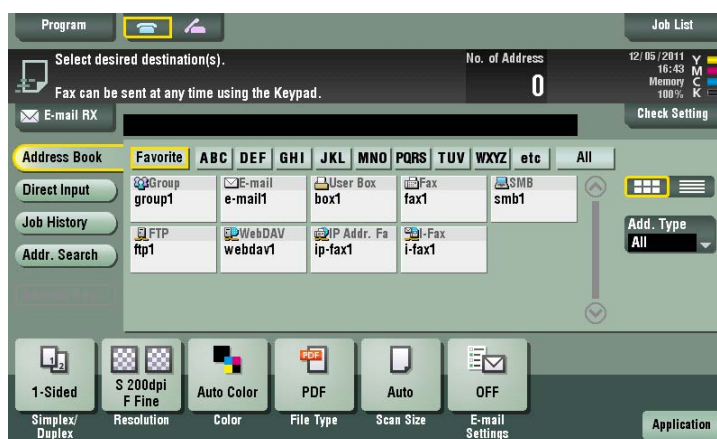 Program
Job List
Select desired destination(s).
No. of Address
12/05/2011
16:43
Memory
100%
Y
M
C
K
Fax can be sent at any time using the Keypad.
0
E-mail RX
Check Setting
Address Book
Favorite ABC DEF GHI JKL MNO PQRS TUV WXYZ etc All
Direct Input
Job History
Addr. Search
Group
group1
E-mail
e-mail1
User Box
box1
Fax
fax1
SMB
smb1
FTP
ftp1
WebDAV
webdav1
IP Addr. Fa
ip-fax1
I-Fax
i-fax1
Add. Type
All
1 2
1-Sided
S 200dpi
F Fine
Auto Color
PDF
PDF
Auto
OFF
Simplex/
Duplex
Resolution
Color
File Type
Scan Size
E-mail
Settings
Application